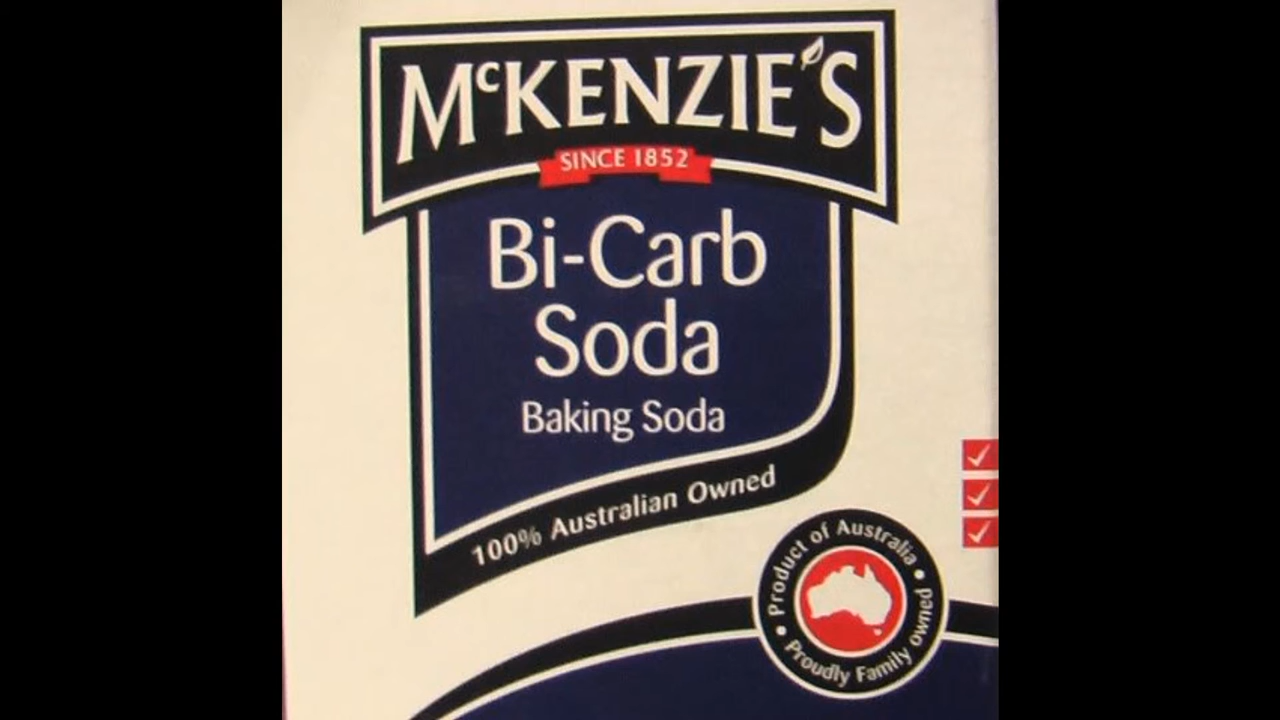 McKENZIE'S
SINCE 1852
Bi-Carb
Soda
Baking Soda
100% Australian Owned
Product of Australia •
Proudly Family owned •